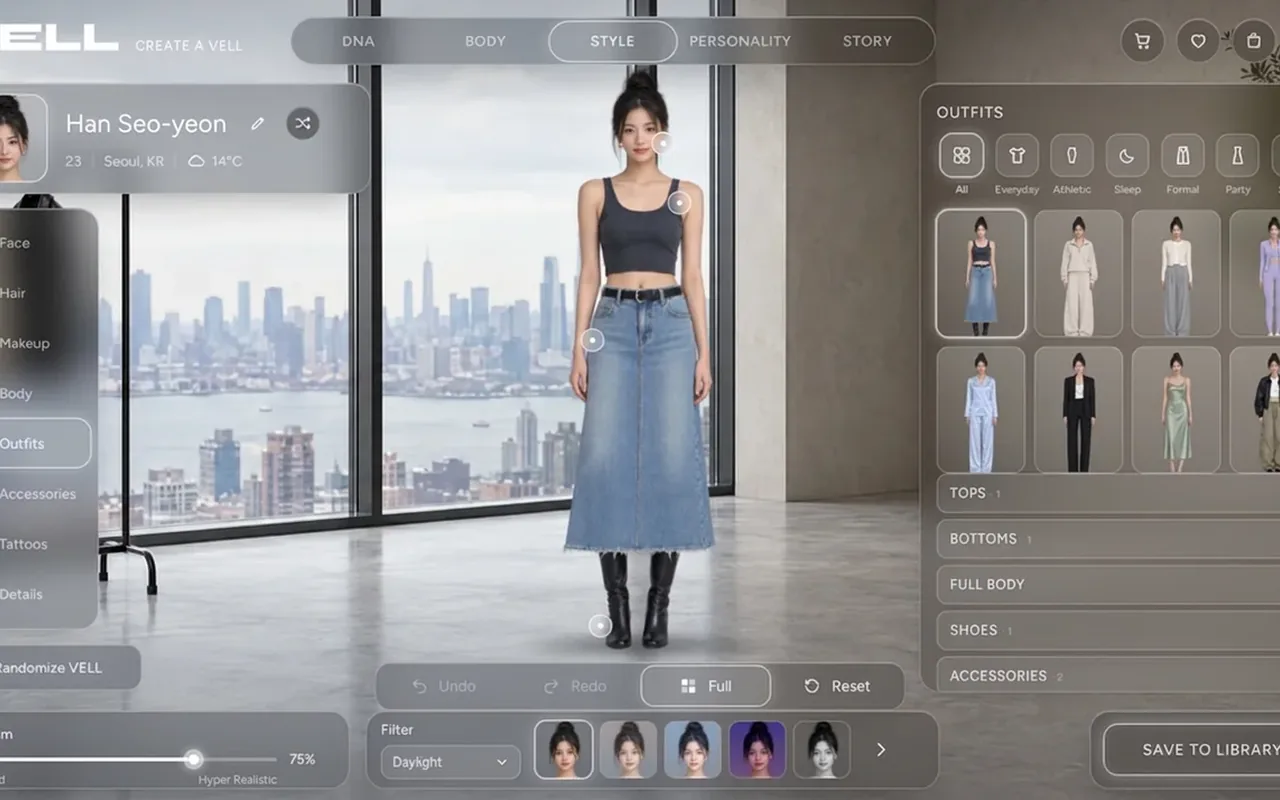 ELL
CREATE A VELL
DNA
BODY
STYLE
PERSONALITY
STORY
Han Seo-yeon
23
Seoul, KR
14°C
Face
Hair
Makeup
Body
Outfits
Accessories
Tattoos
Details
Randomize VELL
75%
Hyper Realistic
Undo
Redo
Full
Reset
Filter
Daylight
OUTFITS
All
Everyday
Athletic
Sleep
Formal
Party
TOPS 1
BOTTOMS 1
FULL BODY
SHOES 1
ACCESSORIES 2
SAVE TO LIBRARY